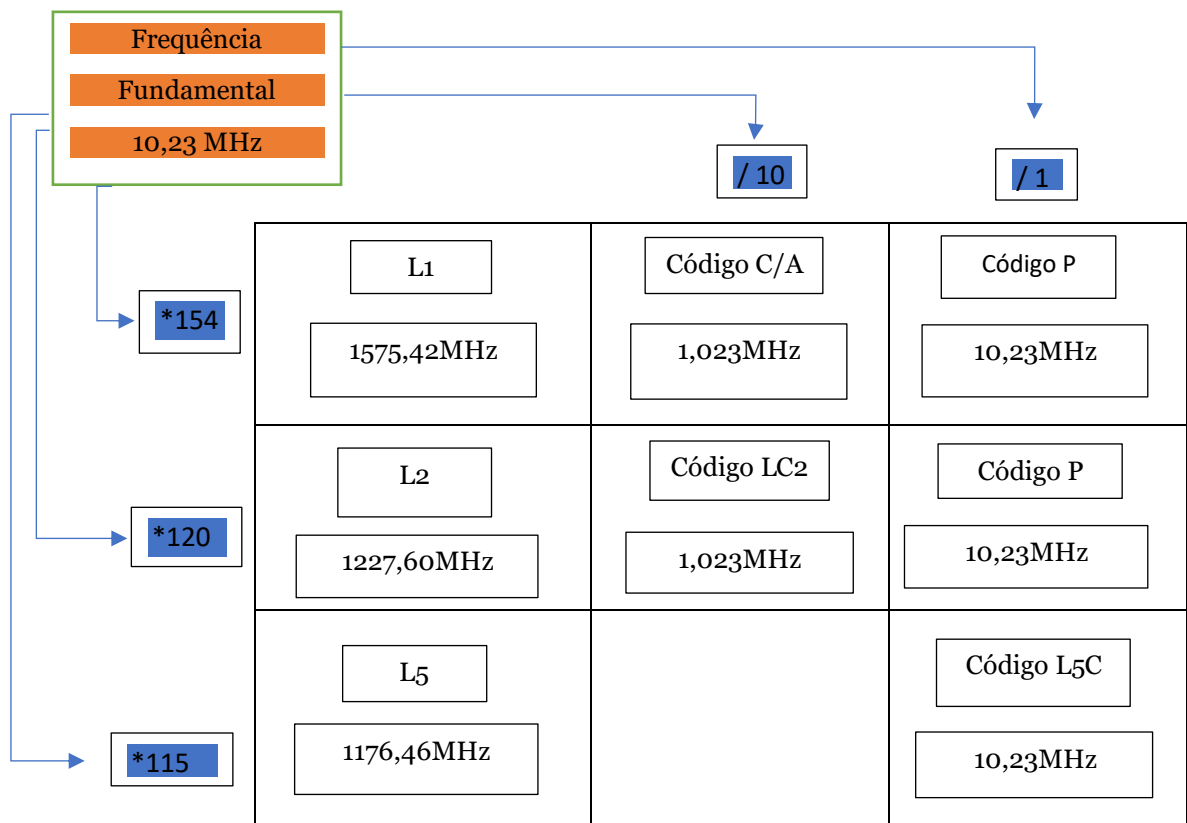 Frequência
Fundamental
10,23 MHz
/ 10
/ 1
L1
Código C/A
Código P
*154
1575,42MHz
1,023MHz
10,23MHz
L2
Código LC2
Código P
*120
1227,60MHz
1,023MHz
10,23MHz
L5
Código L5C
*115
1176,46MHz
10,23MHz